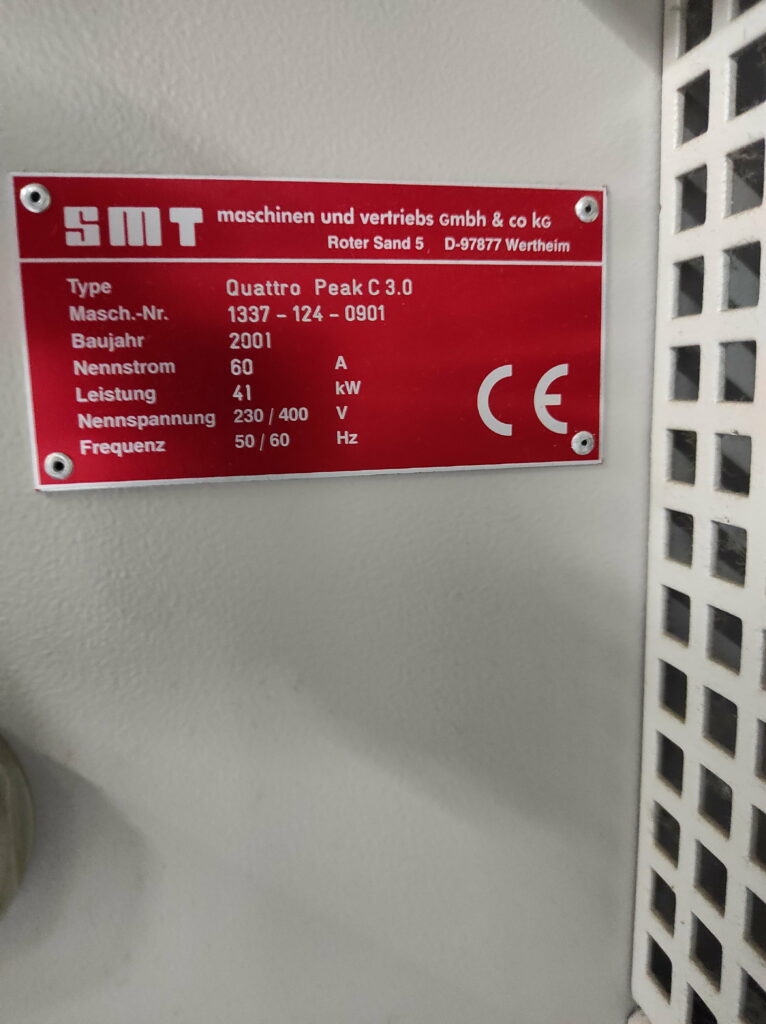 SMT maschinen und vertriebs GmbH & co kG
Roter Sand 5 D-97877 Wertheim
Type Quattro Peak C 3.0
Masch.-Nr. 1337 - 124 - 0901
Baujahr 2001
Nennstrom 60 A
Leistung 41 kW
Nennspannung 230 / 400 V
Frequenz 50 / 60 Hz
CE